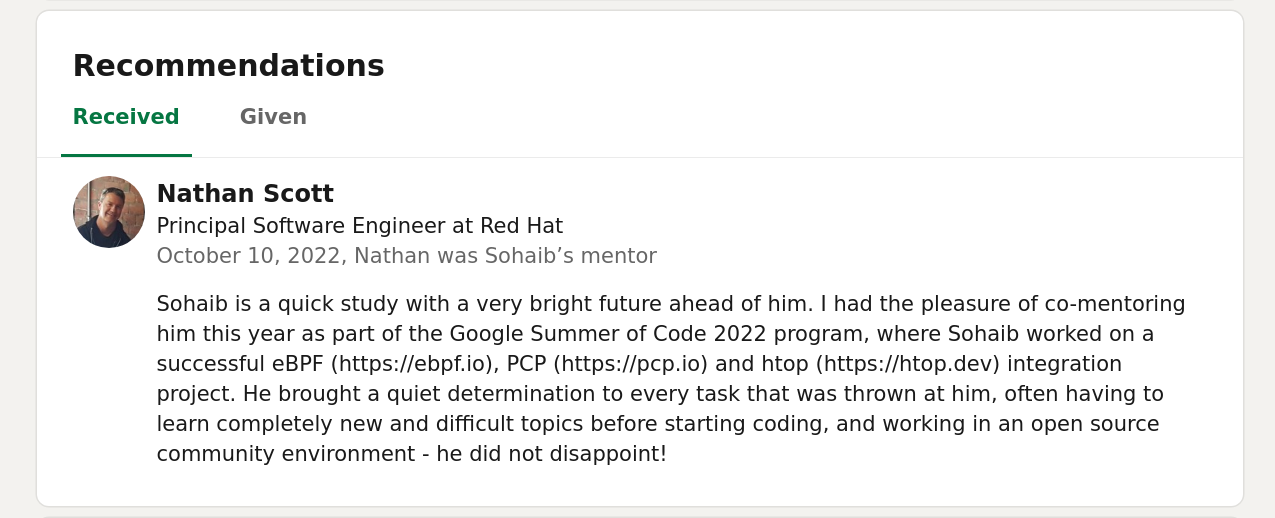 Recommendations
Received Given
Nathan Scott
Principal Software Engineer at Red Hat
October 10, 2022, Nathan was Sohaib’s mentor
Sohaib is a quick study with a very bright future ahead of him. I had the pleasure of co-mentoring
him this year as part of the Google Summer of Code 2022 program, where Sohaib worked on a
successful eBPF (https://ebpf.io), PCP (https://pcp.io) and htop (https://htop.dev) integration
project. He brought a quiet determination to every task that was thrown at him, often having to
learn completely new and difficult topics before starting coding, and working in an open source
community environment - he did not disappoint!